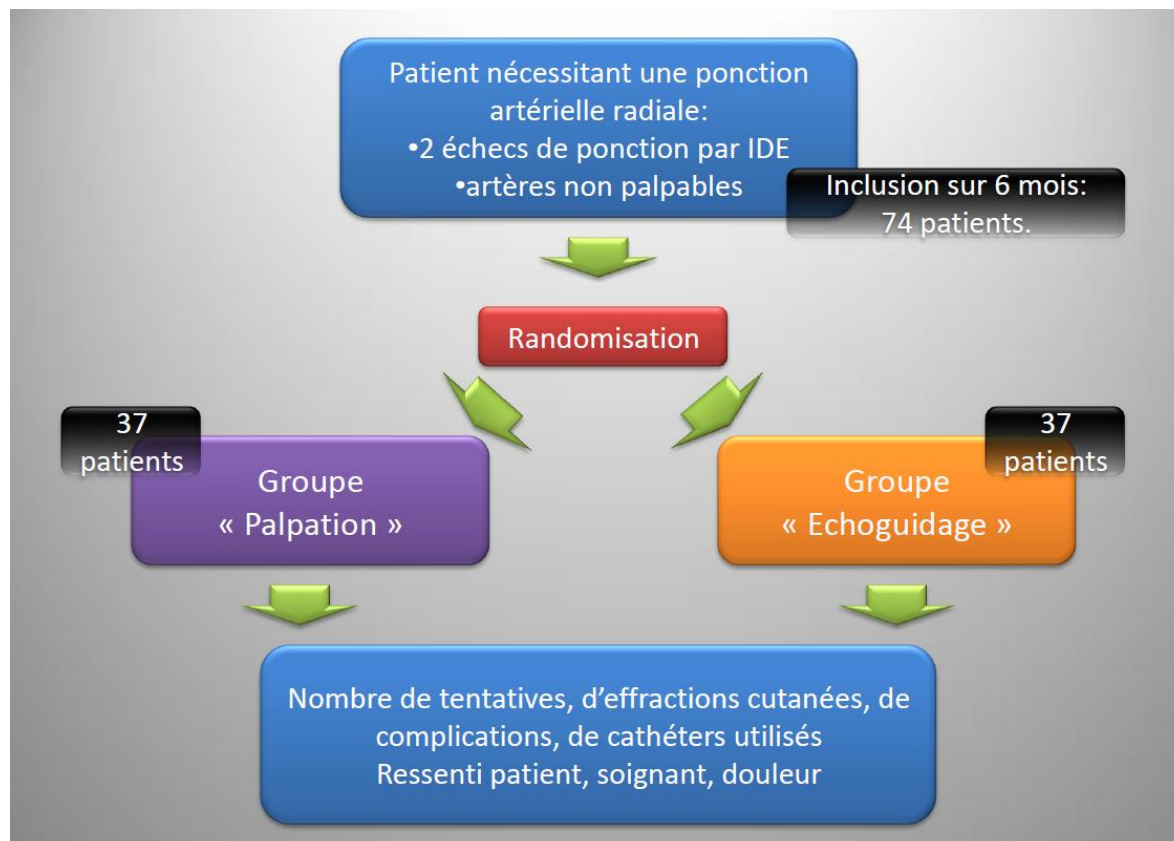 Patient nécessitant une ponction
artérielle radiale:
•2 échecs de ponction par IDE
•artères non palpables
Inclusion sur 6 mois:
74 patients.
Randomisation
37
patients
Groupe
« Palpation »
37
patients
Groupe
« Echoguidage »
Nombre de tentatives, d'effractions cutanées, de
complications, de cathéters utilisés
Ressenti patient, soignant, douleur